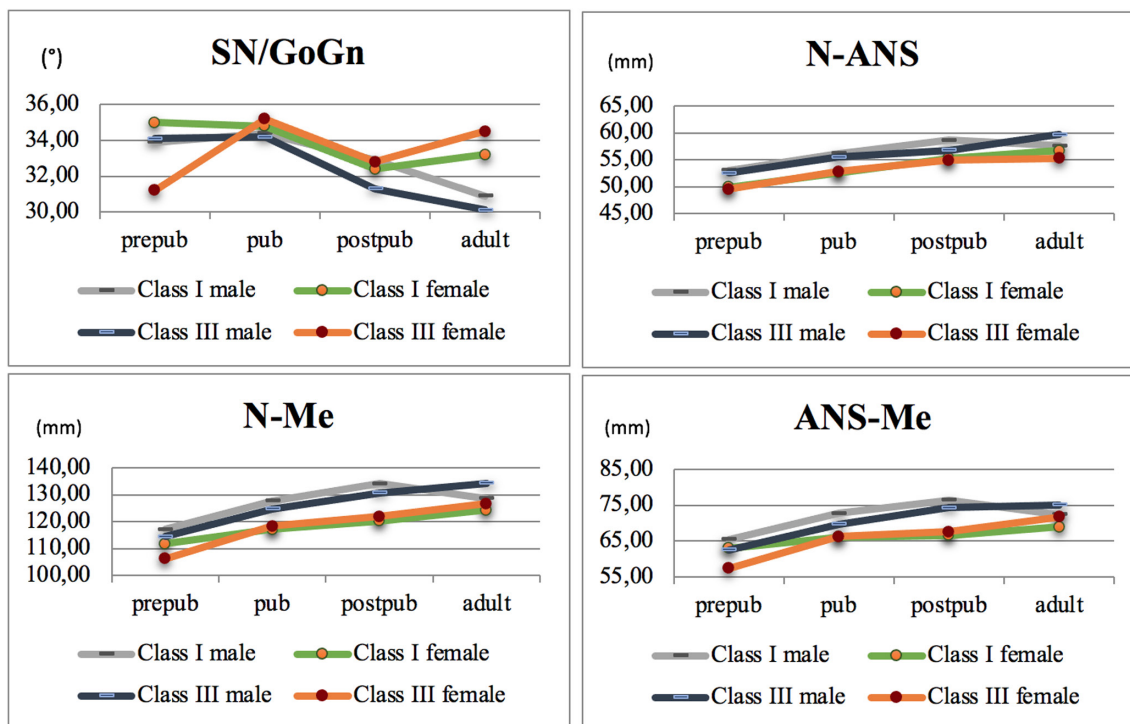 SN/GoGn
(°)
36,00
34,00
32,00
30,00
prepub pub postpub adult
Class I male Class I female
Class III male Class III female
N-ANS
(mm)
65,00
60,00
55,00
50,00
45,00
prepub pub postpub adult
Class I male Class I female
Class III male Class III female
N-Me
(mm)
140,00
130,00
120,00
110,00
100,00
prepub pub postpub adult
Class I male Class I female
Class III male Class III female
ANS-Me
(mm)
85,00
75,00
65,00
55,00
prepub pub postpub adult
Class I male Class I female
Class III male Class III female